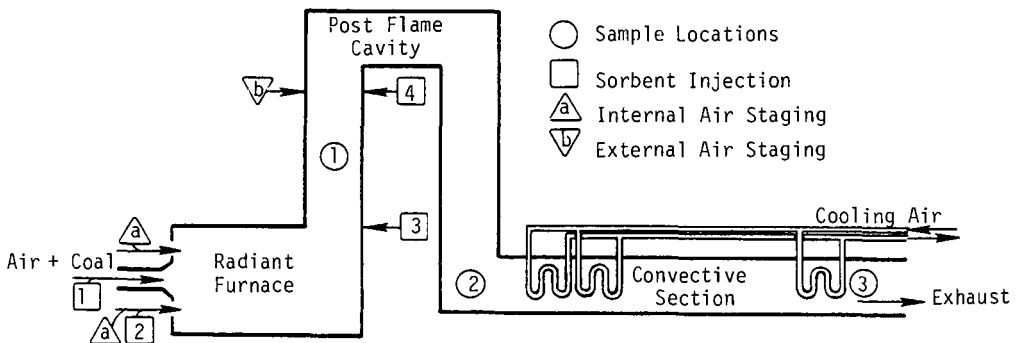 Post Flame
Cavity
Sample Locations
Sorbent Injection
a Internal Air Staging
b External Air Staging
b
4
1
3
a
Air + Coal
1
a
2
Radiant
Furnace
2
Cooling Air
Convective
Section
3
Exhaust